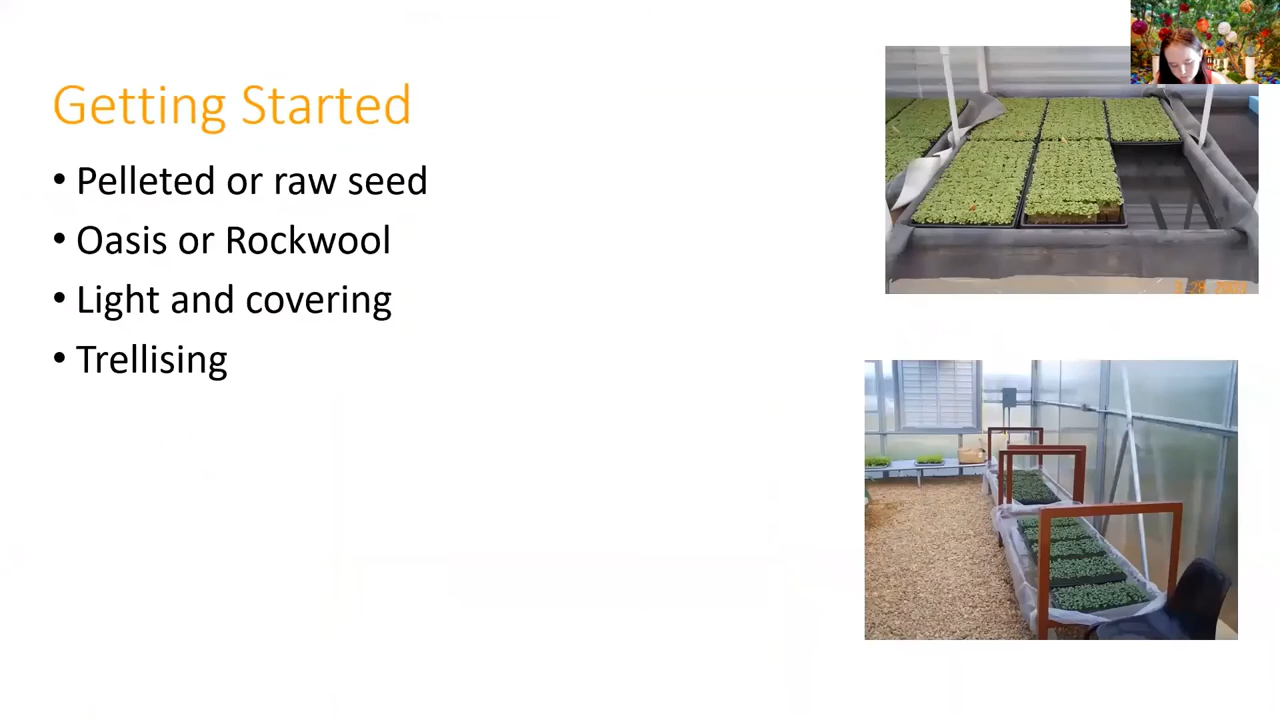 Getting Started
• Pelleted or raw seed
• Oasis or Rockwool
• Light and covering
• Trellising